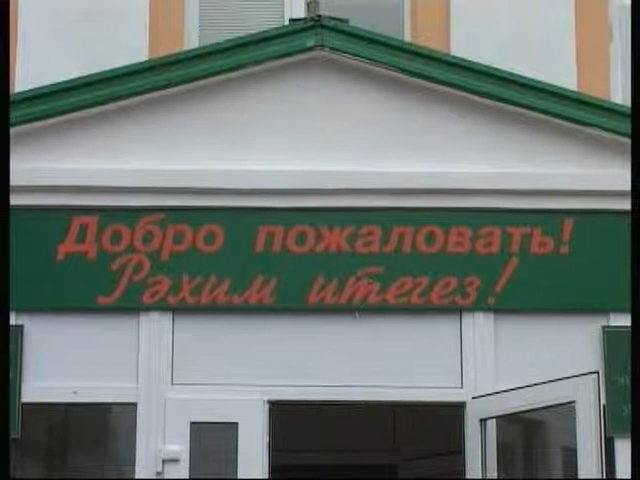 Добро пожаловать!
Рәхим итегез!